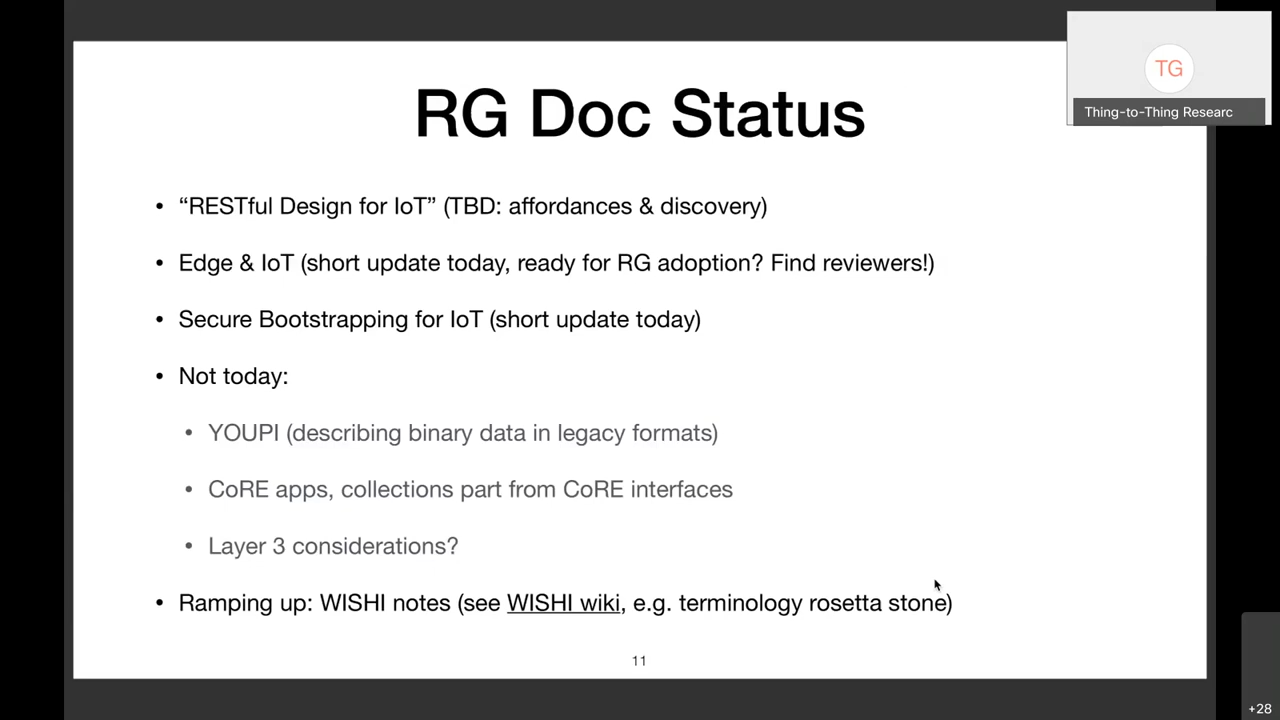 RG Doc Status
TG
Thing-to-Thing Researc
• “RESTful Design for IoT” (TBD: affordances & discovery)
• Edge & IoT (short update today, ready for RG adoption? Find reviewers!)
• Secure Bootstrapping for IoT (short update today)
• Not today:
• YOUPI (describing binary data in legacy formats)
• CoRE apps, collections part from CoRE interfaces
• Layer 3 considerations?
• Ramping up: WISHI notes (see WISHI wiki, e.g. terminology rosetta stone)
11
+28